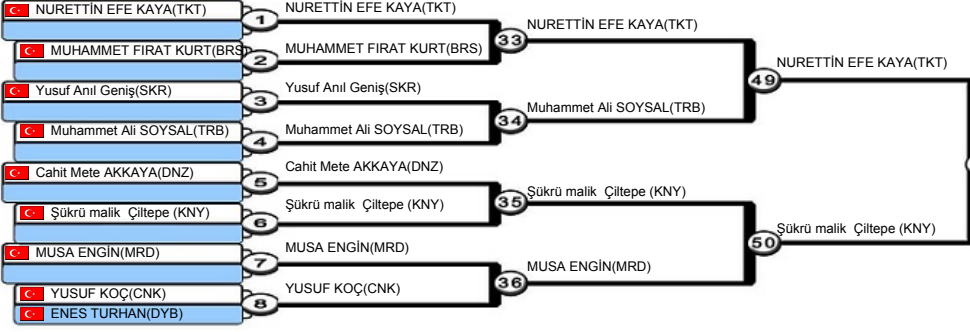 NURETTİN EFE KAYA(TKT)
MUHAMMET FIRAT KURT(BRS)
Yusuf Anıl Geniş(SKR)
Muhammet Ali SOYSAL(TRB)
Cahit Mete AKKAYA(DNZ)
Şükrü malik Çiltepe (KNY)
MUSA ENGİN(MRD)
YUSUF KOÇ(CNK)
ENES TURHAN(DYB)
1
2
3
4
5
6
7
8
NURETTİN EFE KAYA(TKT)
MUHAMMET FIRAT KURT(BRS)
Yusuf Anıl Geniş(SKR)
Muhammet Ali SOYSAL(TRB)
Cahit Mete AKKAYA(DNZ)
Şükrü malik Çiltepe (KNY)
MUSA ENGİN(MRD)
YUSUF KOÇ(CNK)
33
34
35
36
NURETTİN EFE KAYA(TKT)
Muhammet Ali SOYSAL(TRB)
Şükrü malik Çiltepe (KNY)
MUSA ENGİN(MRD)
49
50
NURETTİN EFE KAYA(TKT)
Şükrü malik Çiltepe (KNY)